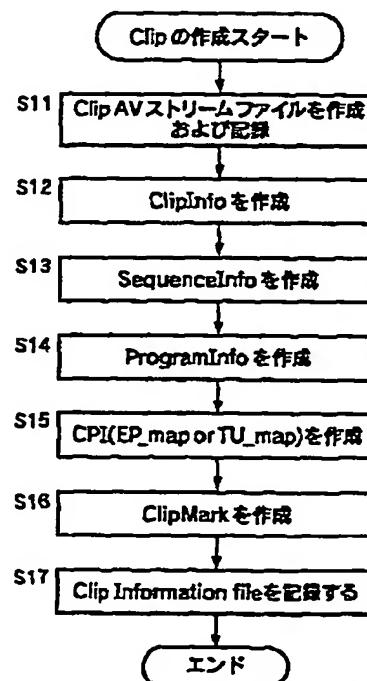 Clipの作成スタート
S11
Clip AVストリームファイルを作成
および記録
S12
ClipInfoを作成
S13
SequenceInfoを作成
S14
ProgramInfoを作成
S15
CPI(EP_map or TU_map)を作成
S16
ClipMarkを作成
S17
Clip Information fileを記録する
エンド